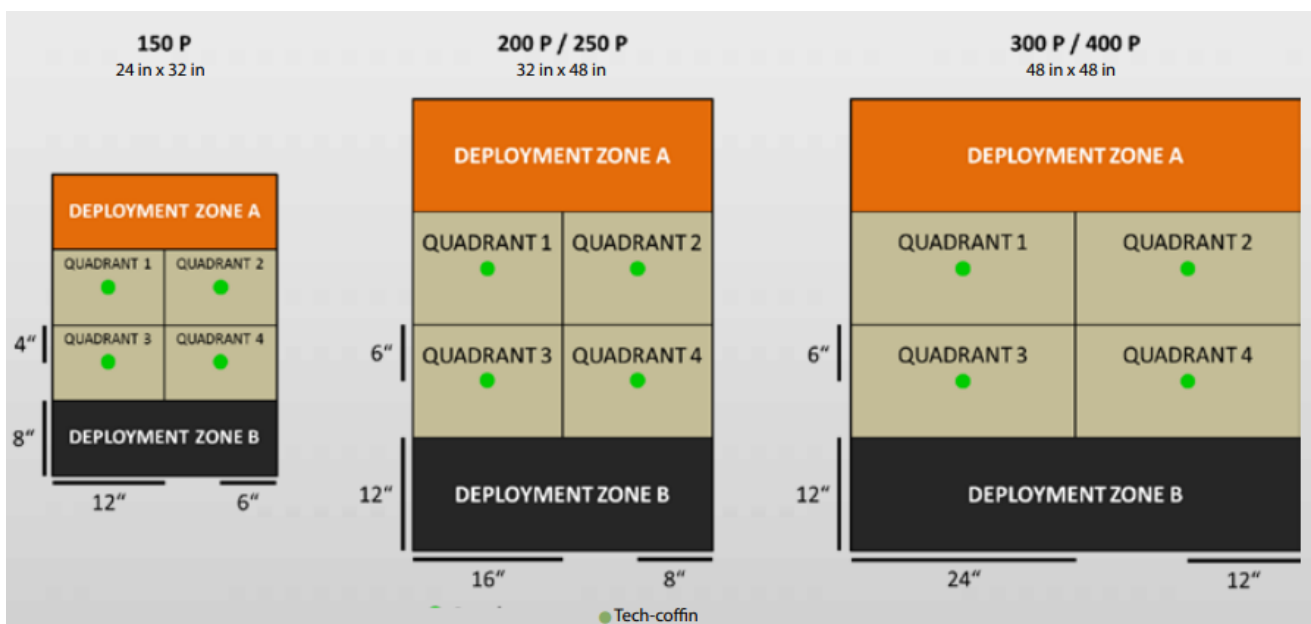 150 P
24 in x 32 in
DEPLOYMENT ZONE A
QUADRANT 1 QUADRANT 2
4“ QUADRANT 3 QUADRANT 4
8“ DEPLOYMENT ZONE B
12“ 6“
200 P / 250 P
32 in x 48 in
DEPLOYMENT ZONE A
QUADRANT 1 QUADRANT 2
6“ QUADRANT 3 QUADRANT 4
12“ DEPLOYMENT ZONE B
16“ 8“
300 P / 400 P
48 in x 48 in
DEPLOYMENT ZONE A
QUADRANT 1 QUADRANT 2
6“ QUADRANT 3 QUADRANT 4
12“ DEPLOYMENT ZONE B
24“ 12“
Tech-coffin